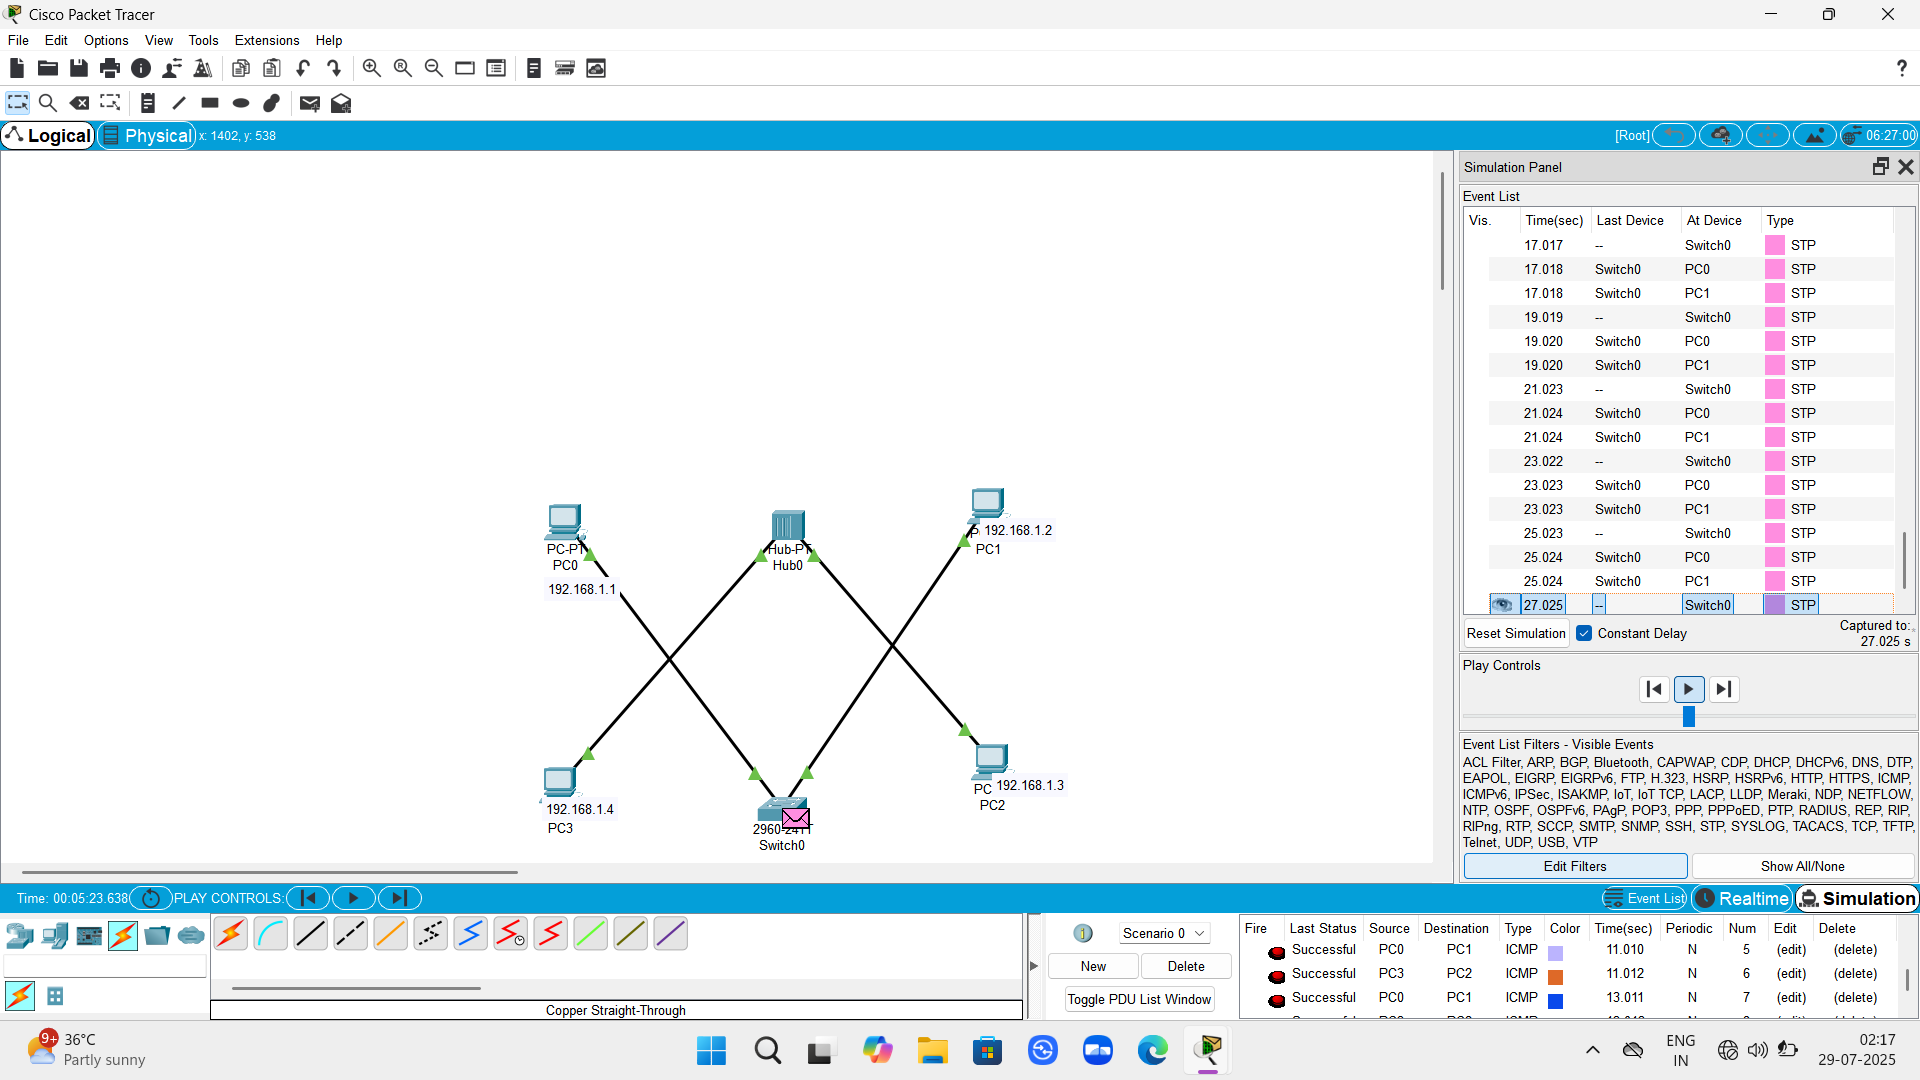 Cisco Packet Tracer
File Edit Options View Tools Extensions Help
Logical Physical x: 1402, y: 538 [Root] 06:27:00
Simulation Panel
Event List
Vis. Time(sec) Last Device At Device Type
17.017 -- Switch0 STP
17.018 Switch0 PC0 STP
17.018 Switch0 PC1 STP
19.019 -- Switch0 STP
19.020 Switch0 PC0 STP
19.020 Switch0 PC1 STP
21.023 -- Switch0 STP
21.024 Switch0 PC0 STP
21.024 Switch0 PC1 STP
23.022 -- Switch0 STP
23.023 Switch0 PC0 STP
23.023 Switch0 PC1 STP
25.023 -- Switch0 STP
25.024 Switch0 PC0 STP
25.024 Switch0 PC1 STP
27.025 -- Switch0 STP
Reset Simulation Constant Delay Captured to:
27.025 s
Play Controls
Event List Filters - Visible Events
ACL Filter, ARP, BGP, Bluetooth, CAPWAP, CDP, DHCP, DHCPv6, DNS, DTP,
EAPOL, EIGRP, EIGRPv6, FTP, H.323, HSRP, HSRPv6, HTTP, HTTPS, ICMP,
ICMPv6, IPSec, ISAKMP, IoT, IoT TCP, LACP, LLDP, Meraki, NDP, NETFLOW,
NTP, OSPF, OSPFv6, PAgP, POP3, PPP, PPPoED, PTP, RADIUS, REP, RIP,
RIPng, RTP, SCCP, SMTP, SNMP, SSH, STP, SYSLOG, TACACS, TCP, TFTP,
Telnet, UDP, USB, VTP
Edit Filters Show All/None
PC-PT
PC0
192.168.1.1
Hub-PT
Hub0
192.168.1.2
PC1
192.168.1.4
PC3
Switch0
PC 192.168.1.3
PC2
Time: 00:05:23.638 PLAY CONTROLS: Event List Realtime Simulation
Copper Straight-Through
Scenario 0
New Delete
Toggle PDU List Window
Fire Last Status Source Destination Type Color Time(sec) Periodic Num Edit Delete
Successful PC0 PC1 ICMP 11.010 N 5 (edit) (delete)
Successful PC3 PC2 ICMP 11.012 N 6 (edit) (delete)
Successful PC0 PC1 ICMP 13.011 N 7 (edit) (delete)
9+ 36°C
Partly sunny
ENG
IN
02:17
29-07-2025